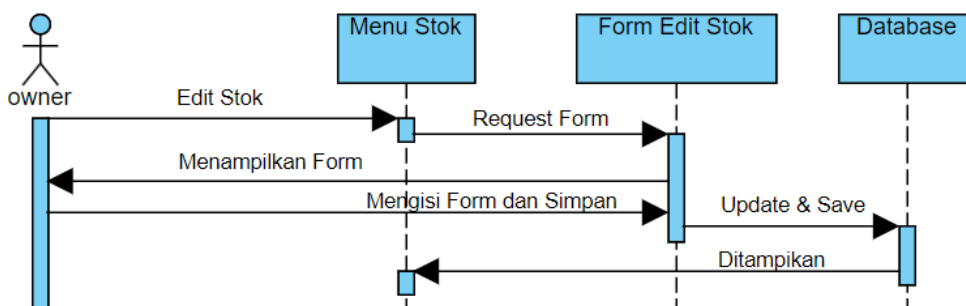 Menu Stok
Form Edit Stok
Database
owner
Edit Stok
Request Form
Menampilkan Form
Mengisi Form dan Simpan
Update & Save
Ditampikan